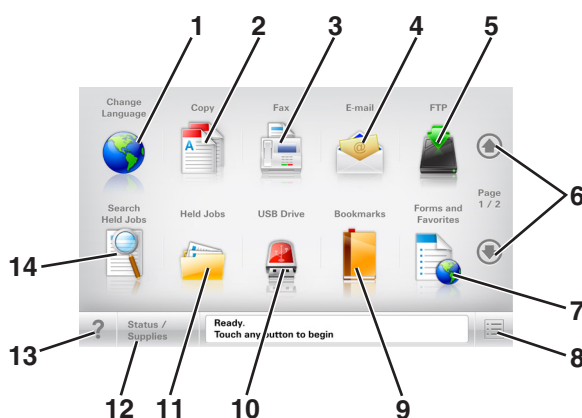 1 2 3 4 5
Change
Language
Copy
Fax
E-mail
FTP
A
@
6
Page
1 / 2
Search
Held Jobs
Held Jobs
USB Drive
Bookmarks
Forms and
Favorites
14
7
?
Status /
Supplies
Ready.
Touch any button to begin
8
13
12 11 10 9